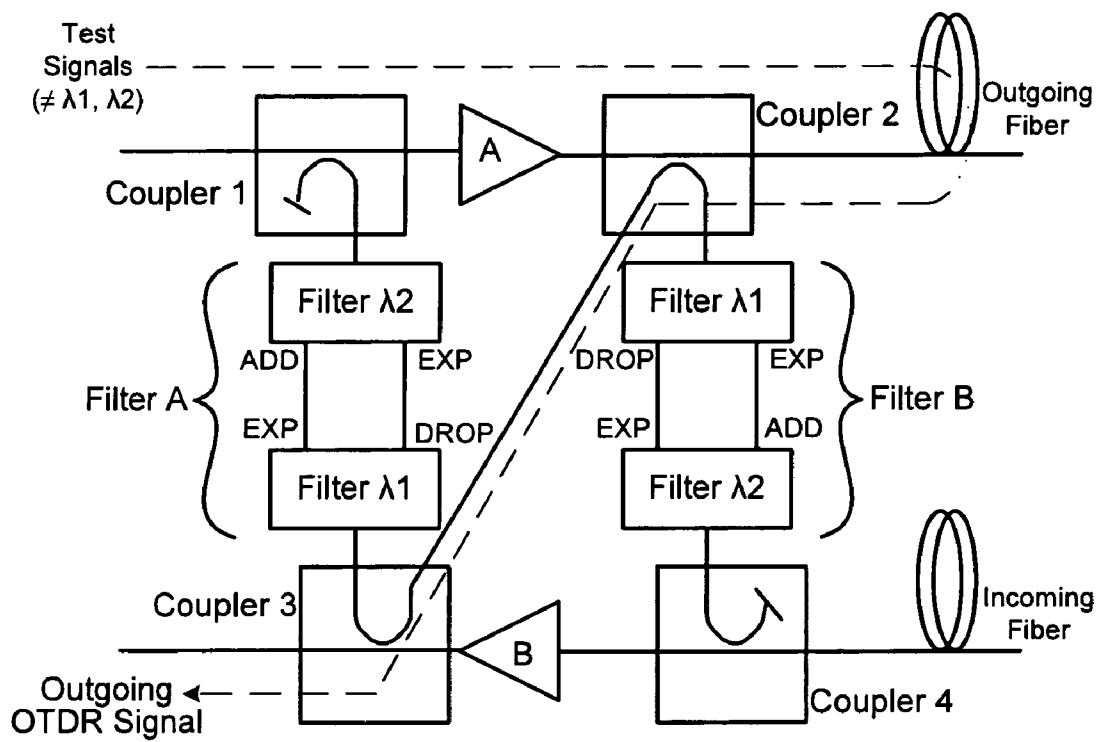 Test
Signals
(≠ λ1, λ2)
Coupler 1
A
Coupler 2
Outgoing
Fiber
Filter A
Filter λ2
ADD
EXP
EXP
DROP
Filter λ1
Filter λ1
DROP
EXP
EXP
ADD
Filter λ2
Filter B
Coupler 3
B
Coupler 4
Incoming
Fiber
Outgoing
OTDR Signal